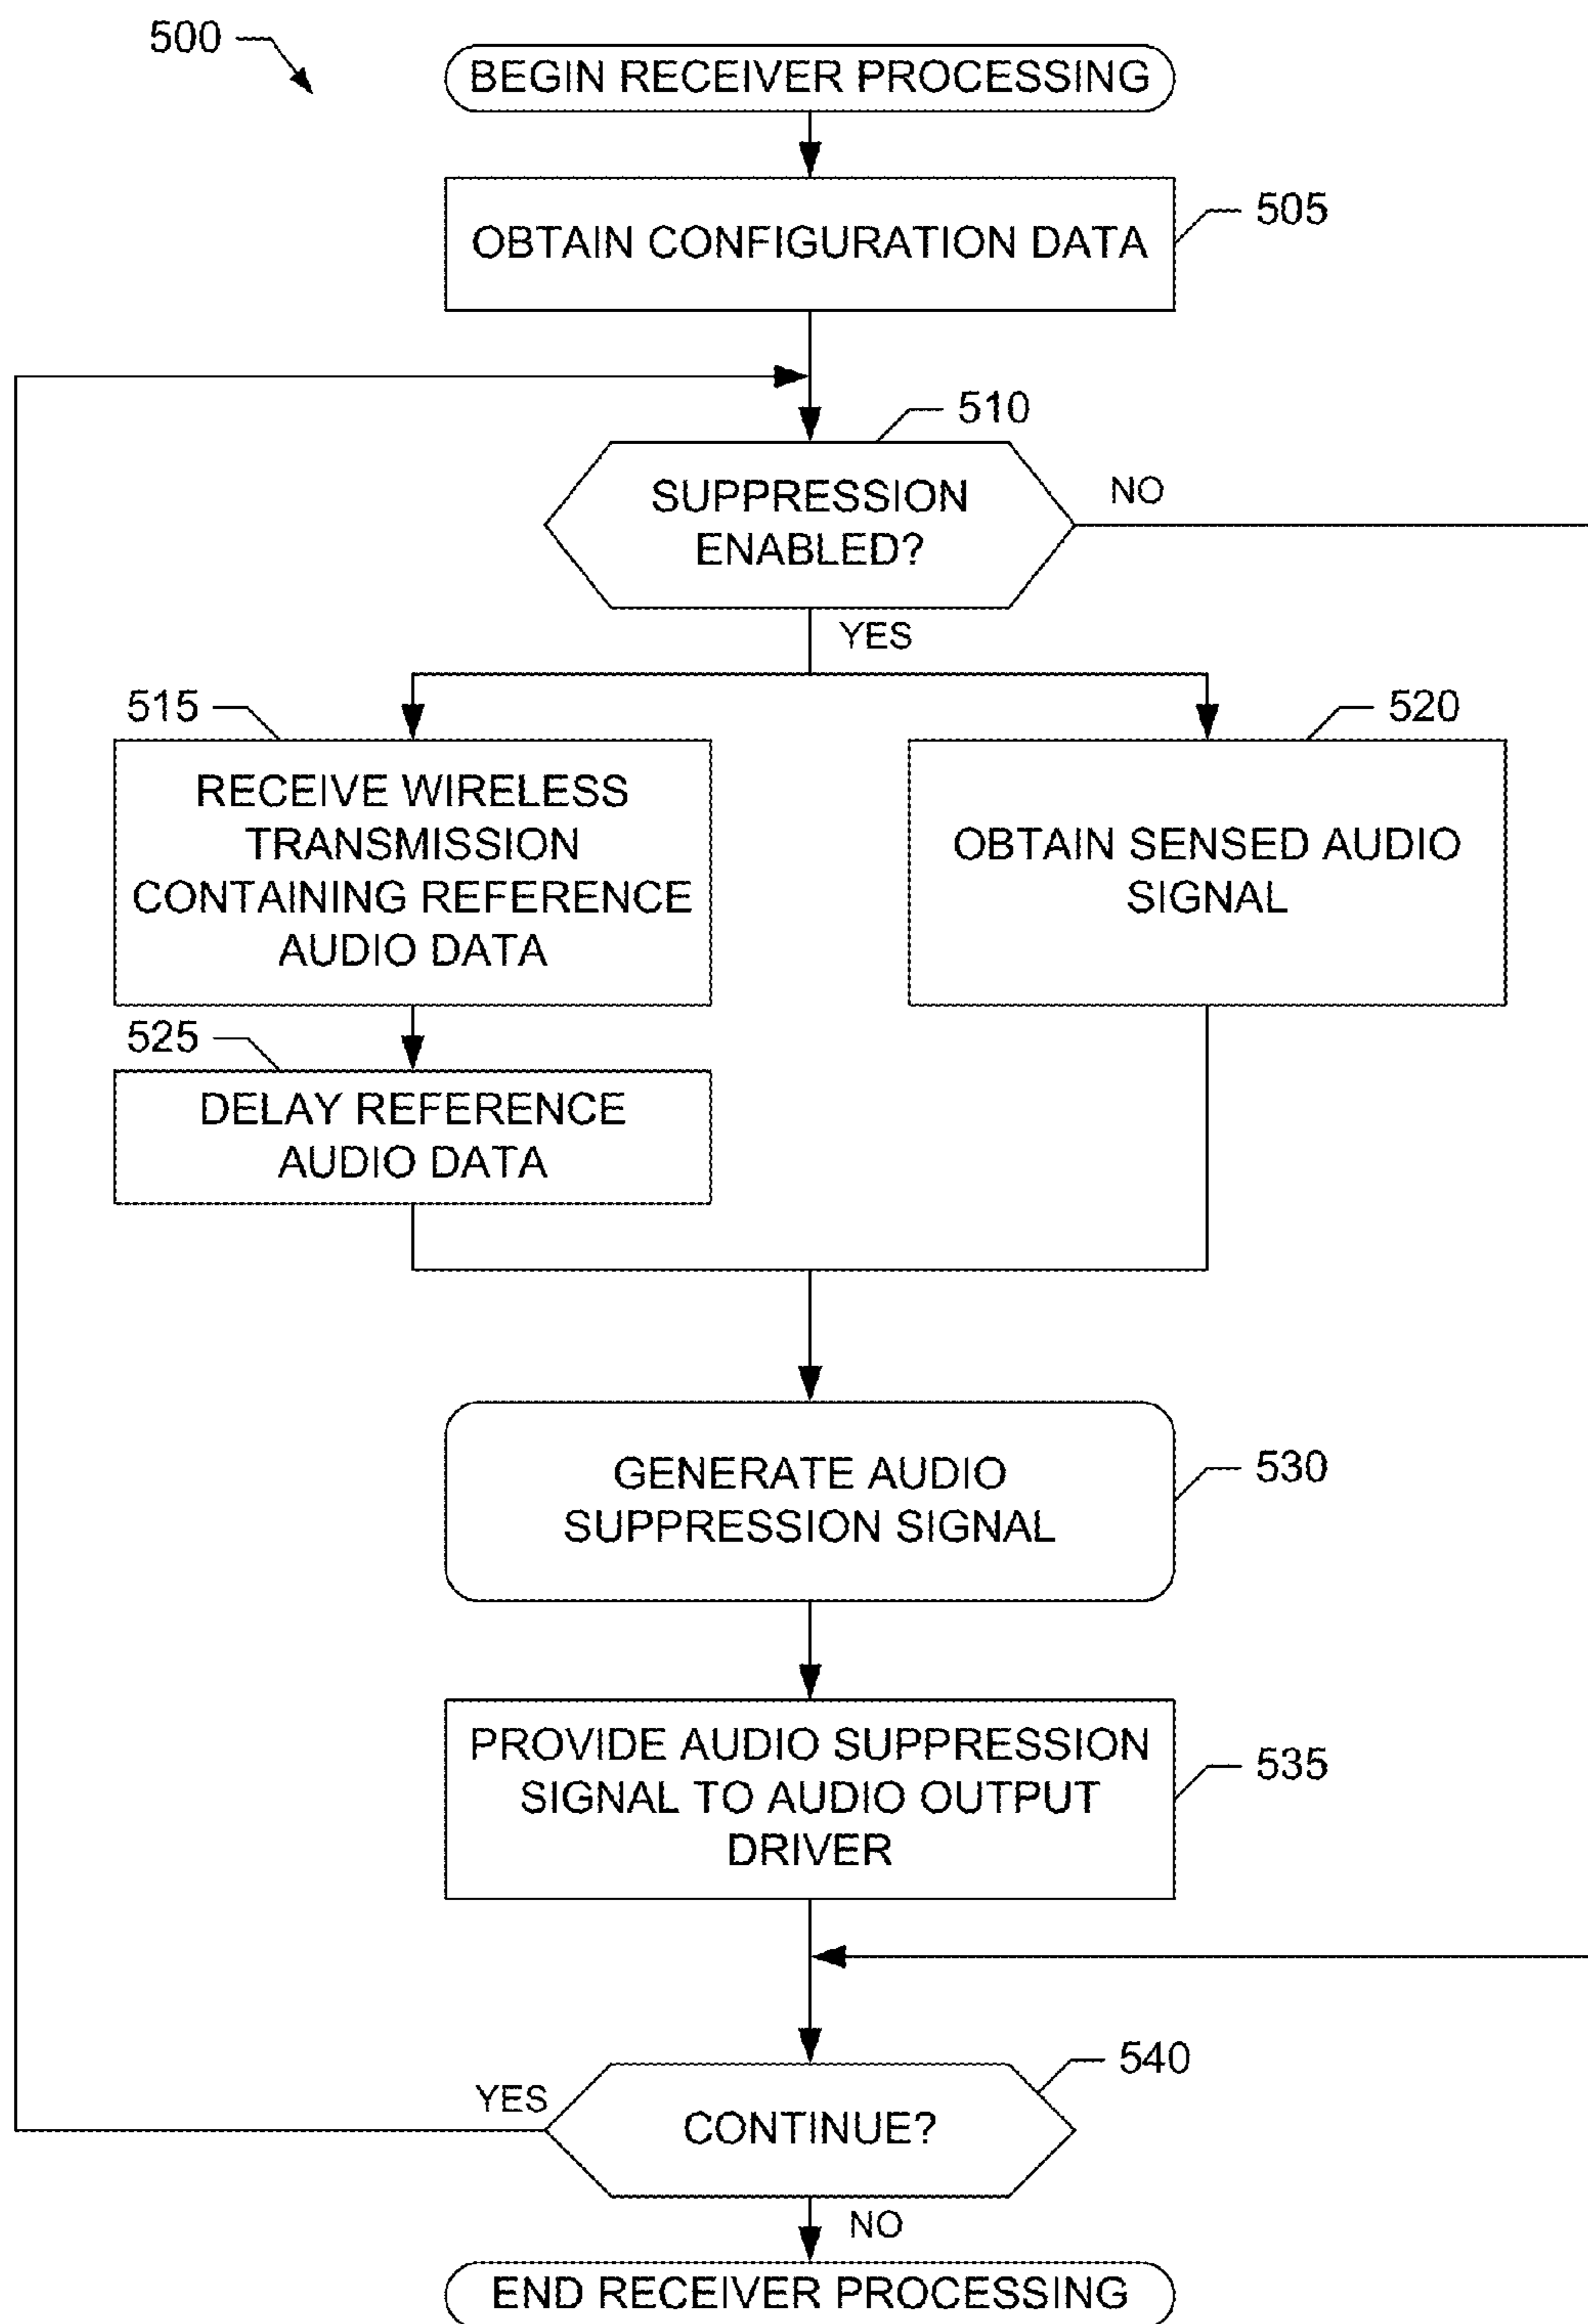 500
BEGIN RECEIVER PROCESSING
OBTAIN CONFIGURATION DATA
505
510
SUPPRESSION
ENABLED?
NO
YES
515
RECEIVE WIRELESS
TRANSMISSION
CONTAINING REFERENCE
AUDIO DATA
520
OBTAIN SENSED AUDIO
SIGNAL
525
DELAY REFERENCE
AUDIO DATA
GENERATE AUDIO
SUPPRESSION SIGNAL
530
PROVIDE AUDIO SUPPRESSION
SIGNAL TO AUDIO OUTPUT
DRIVER
535
540
YES
CONTINUE?
NO
END RECEIVER PROCESSING